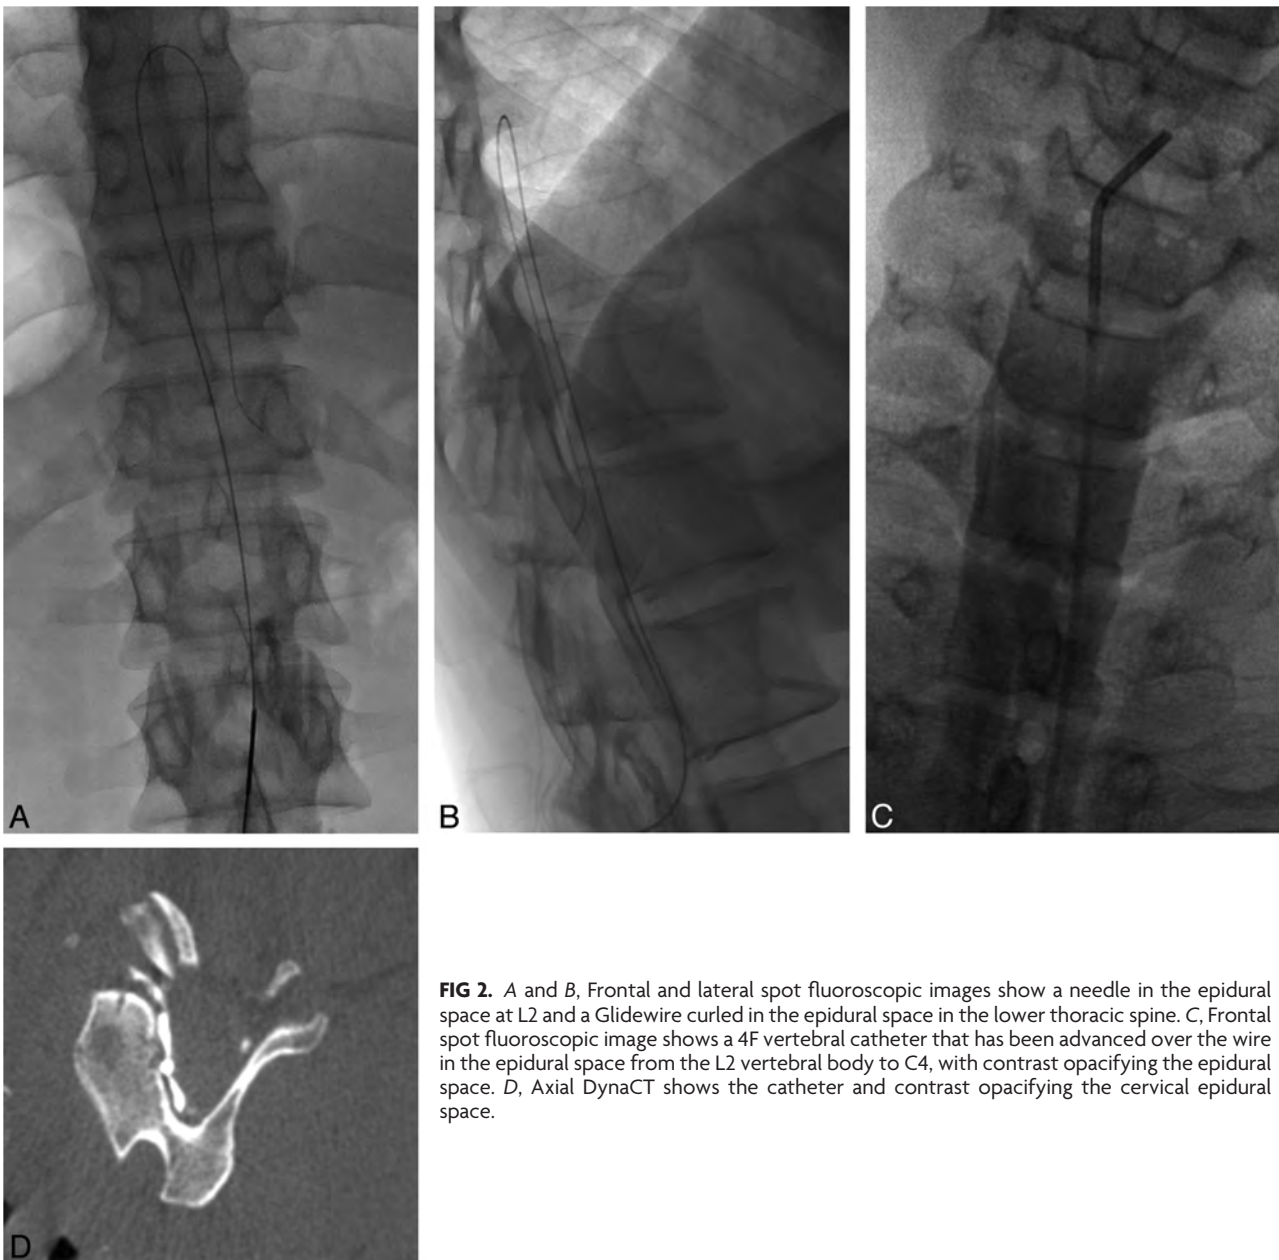 A
B
C
D
FIG 2. A and B, Frontal and lateral spot fluoroscopic images show a needle in the epidural
space at L2 and a Glidewire curled in the epidural space in the lower thoracic spine. C, Frontal
spot fluoroscopic image shows a 4F vertebral catheter that has been advanced over the wire
in the epidural space from the L2 vertebral body to C4, with contrast opacifying the epidural
space. D, Axial DynaCT shows the catheter and contrast opacifying the cervical epidural
space.